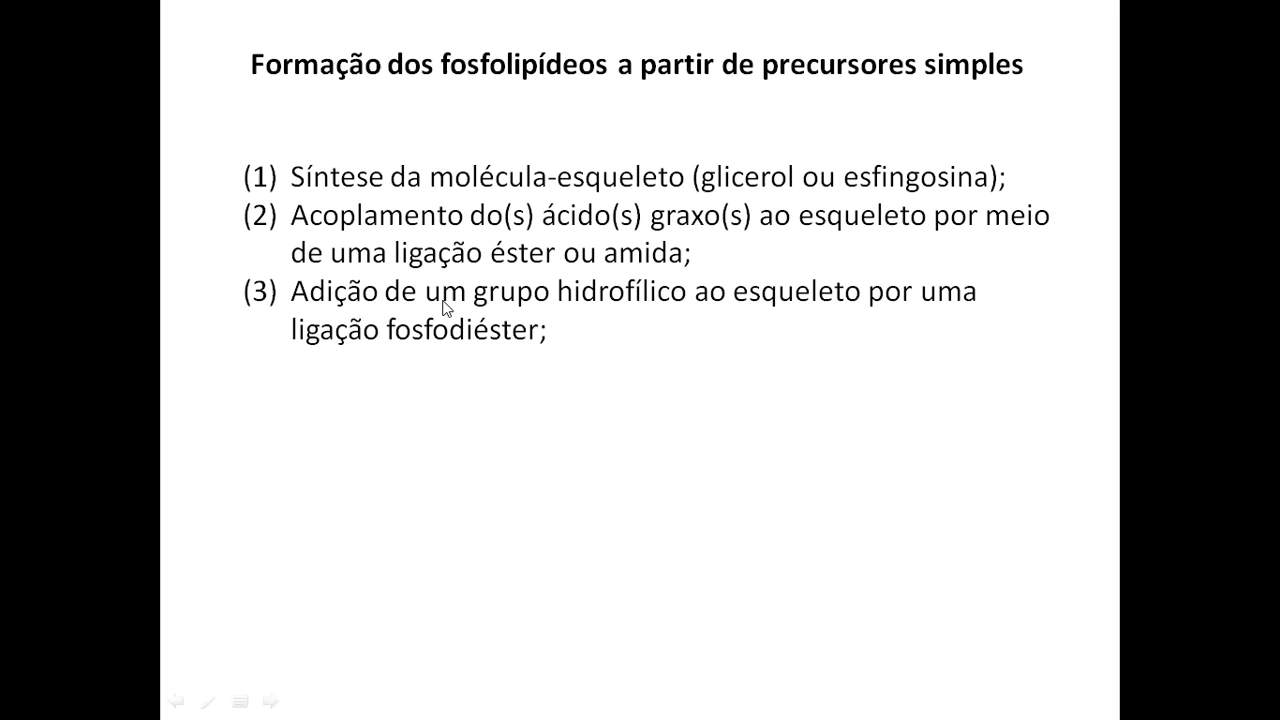 Formação dos fosfolipídeos a partir de precursores simples
(1) Síntese da molécula-esqueleto (glicerol ou esfingosina);
(2) Acoplamento do(s) ácido(s) graxo(s) ao esqueleto por meio
de uma ligação éster ou amida;
(3) Adição de um grupo hidrofílico ao esqueleto por uma
ligação fosfodiéster;